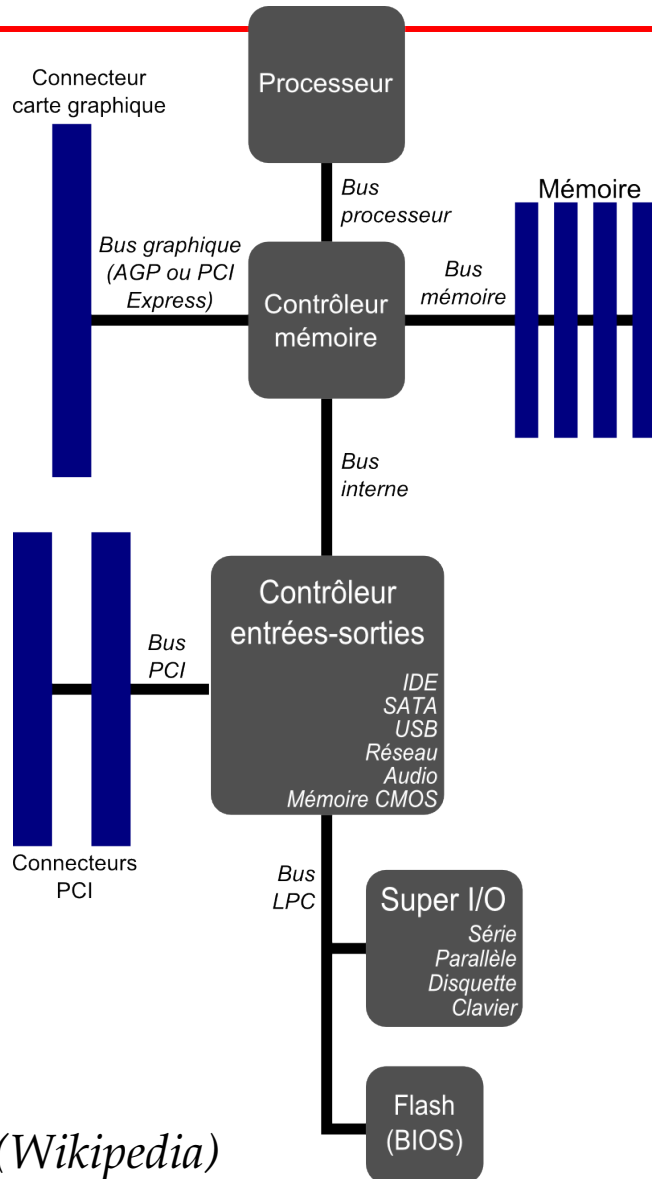 Processeur
Connecteur
carte graphique
Bus
processeur
Mémoire
Bus graphique
(AGP ou PCI
Express)
Contrôleur
mémoire
Bus
mémoire
Bus
interne
Contrôleur
entrées-sorties
IDE
SATA
USB
Réseau
Audio
Mémoire CMOS
Bus
PCI
Connecteurs
PCI
Bus
LPC
Super I/O
Série
Parallèle
Disquette
Clavier
Flash
(BIOS)
(Wikipedia)